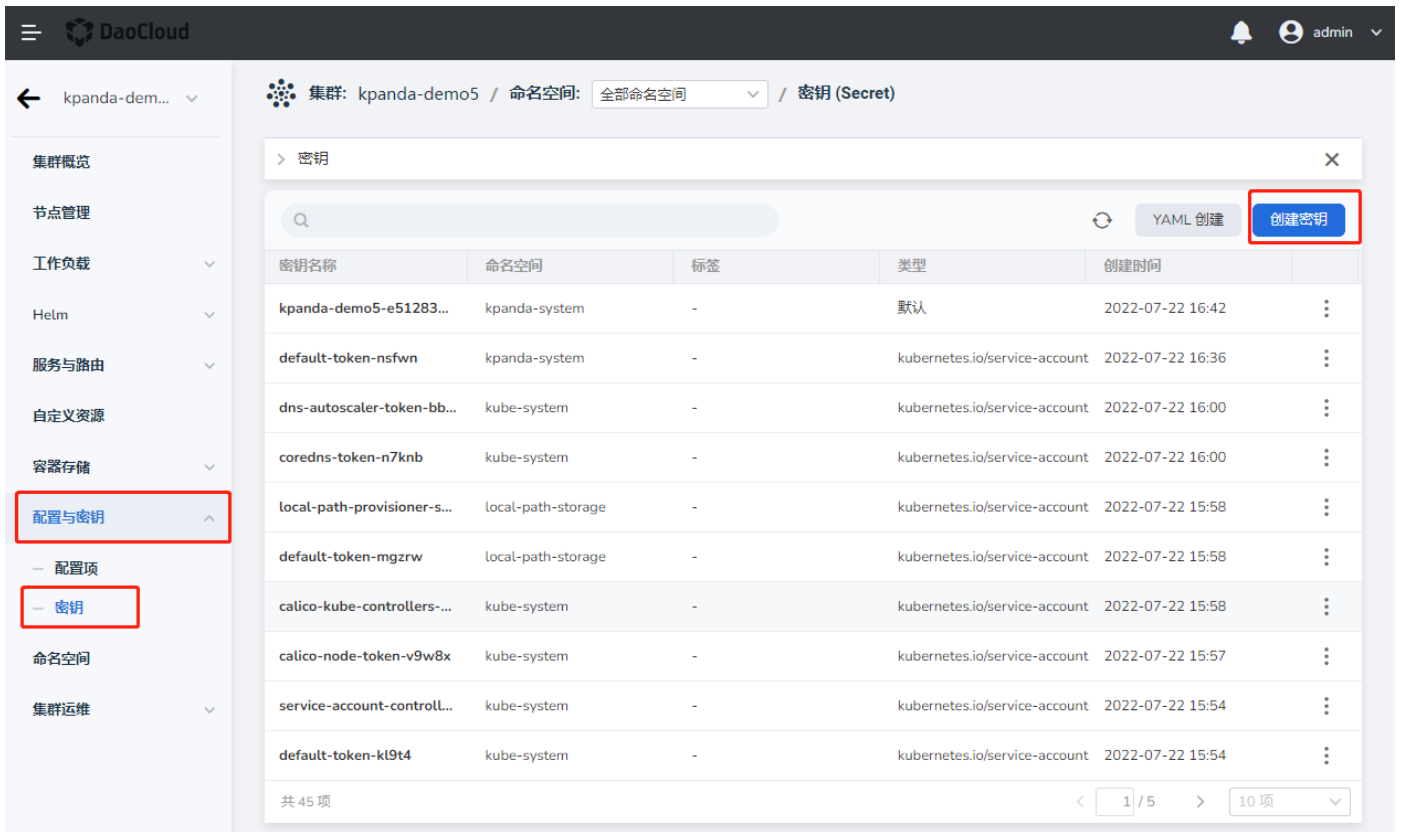 DaoCloud
admin
kpanda-dem...
集群: kpanda-demo5 / 命名空间: 全部命名空间 / 密钥 (Secret)
集群概览
节点管理
工作负载
Helm
服务与路由
自定义资源
容器存储
配置与密钥
配置项
密钥
命名空间
集群运维
密钥
YAML 创建 创建密钥
密钥名称 命名空间 标签 类型 创建时间
kpanda-demo5-e51283... kpanda-system - 默认 2022-07-22 16:42
default-token-nsfwn kpanda-system - kubernetes.io/service-account 2022-07-22 16:36
dns-autoscaler-token-bb... kube-system - kubernetes.io/service-account 2022-07-22 16:00
coredns-token-n7knb kube-system - kubernetes.io/service-account 2022-07-22 16:00
local-path-provisioner-s... local-path-storage - kubernetes.io/service-account 2022-07-22 15:58
default-token-mgzrw local-path-storage - kubernetes.io/service-account 2022-07-22 15:58
calico-kube-controllers-... kube-system - kubernetes.io/service-account 2022-07-22 15:58
calico-node-token-v9w8x kube-system - kubernetes.io/service-account 2022-07-22 15:57
service-account-controll... kube-system - kubernetes.io/service-account 2022-07-22 15:54
default-token-kl9t4 kube-system - kubernetes.io/service-account 2022-07-22 15:54
共 45 项 1 / 5 10 项